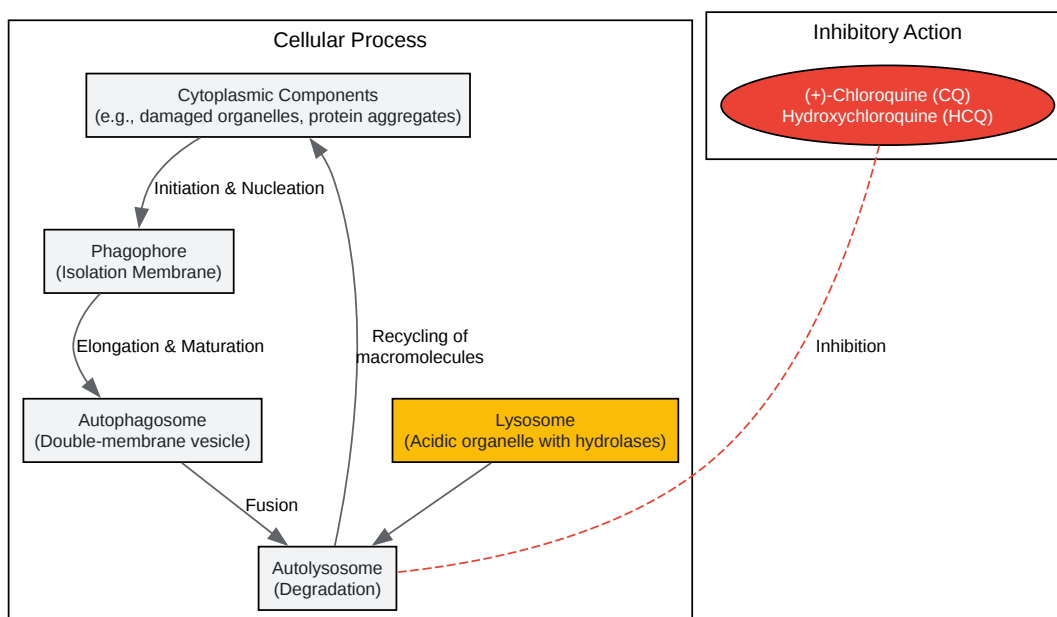 Cellular Process
Inhibitory Action
Cytoplasmic Components
(e.g., damaged organelles, protein aggregates)
(+)-Chloroquine (CQ)
Hydroxychloroquine (HCQ)
Initiation & Nucleation
Phagophore
(Isolation Membrane)
Elongation & Maturation
Recycling of
macromolecules
Inhibition
Autophagosome
(Double-membrane vesicle)
Lysosome
(Acidic organelle with hydrolases)
Fusion
Autolysosome
(Degradation)